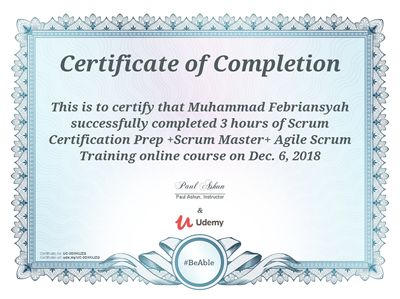 Certificate of Completion
This is to certify that Muhammad Febriansyah
successfully completed 3 hours of Scrum
Certification Prep +Scrum Master+ Agile Scrum
Training online course on Dec. 6, 2018
Paul Ashun
Paul Ashun, Instructor
&
Udemy
#BeAble
Certificate no:
Certificate url: